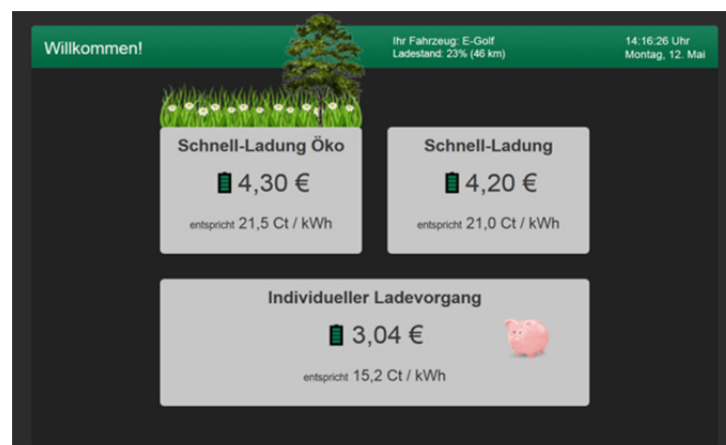 Willkommen!
Ihr Fahrzeug: E-Golf
Ladestand: 23% (46 km)
14:16:26 Uhr
Montag, 12. Mai
Schnell-Ladung Öko
4,30 €
entspricht 21,5 Ct / kWh
Schnell-Ladung
4,20 €
entspricht 21,0 Ct / kWh
Individueller Ladevorgang
3,04 €
entspricht 15,2 Ct / kWh